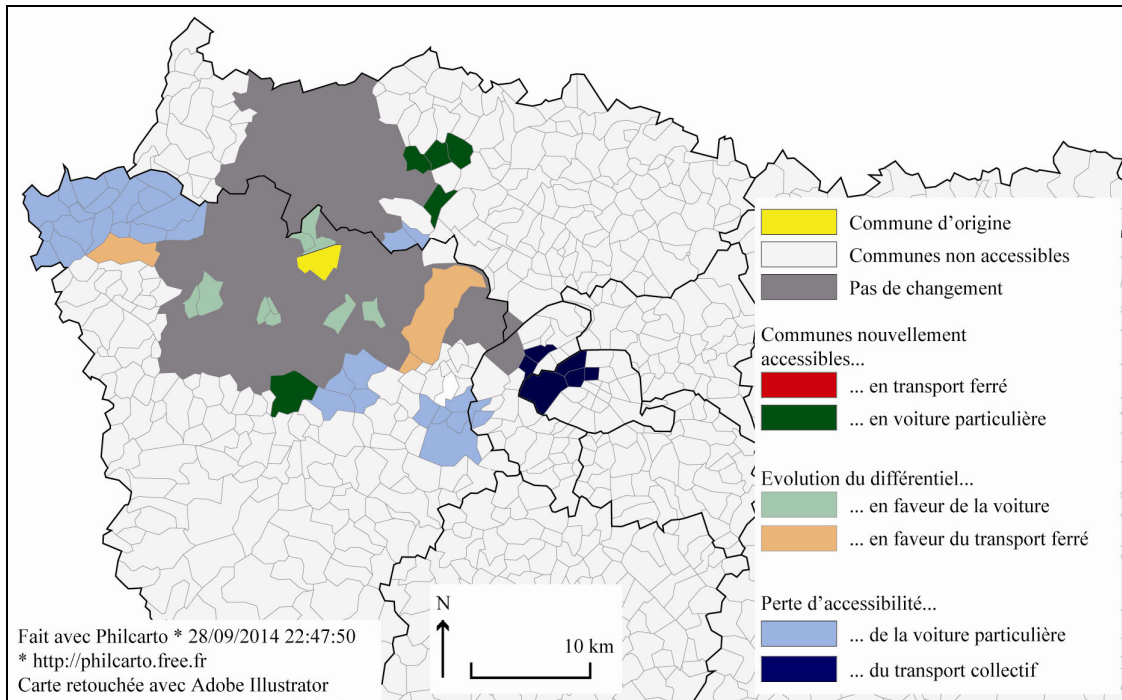 Commune d'origine
Communes non accessibles
Pas de changement
Communes nouvellement
accessibles...
... en transport ferré
... en voiture particulière
Evolution du différentiel...
... en faveur de la voiture
... en faveur du transport ferré
Perte d'accessibilité...
... de la voiture particulière
... du transport collectif
N
10 km
Fait avec Philcarto * 28/09/2014 22:47:50
* http://philcarto.free.fr
Carte retouchée avec Adobe Illustrator